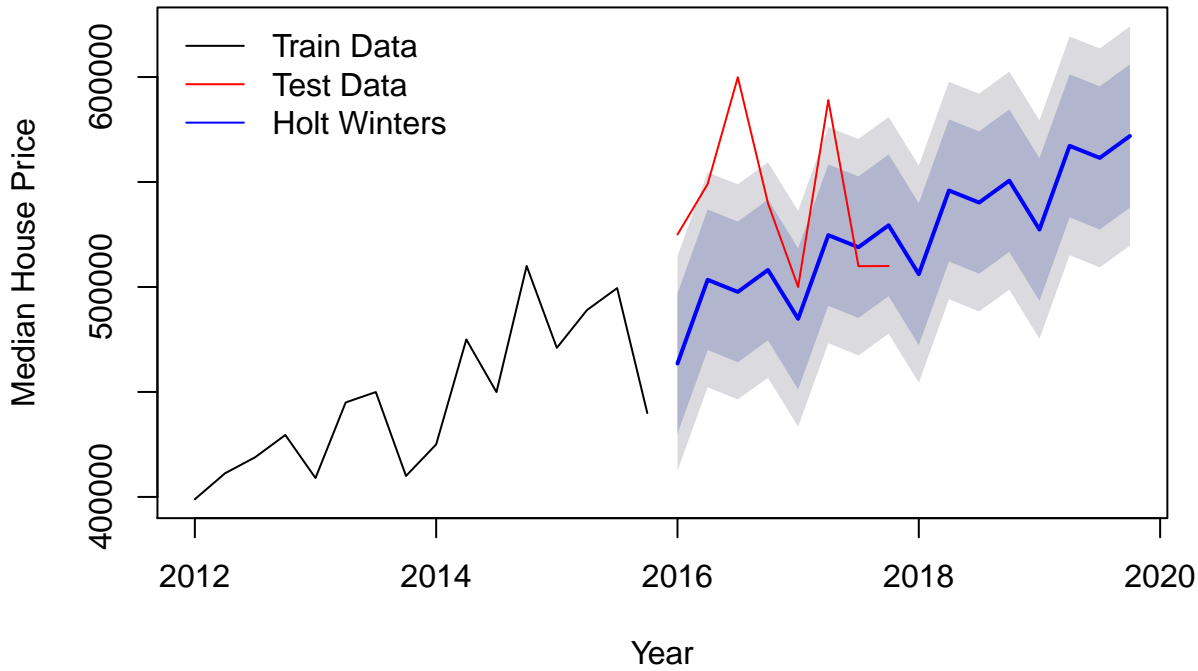 Train Data
Test Data
Holt Winters
Median House Price
600000
500000
400000
2012 2014 2016 2018 2020
Year